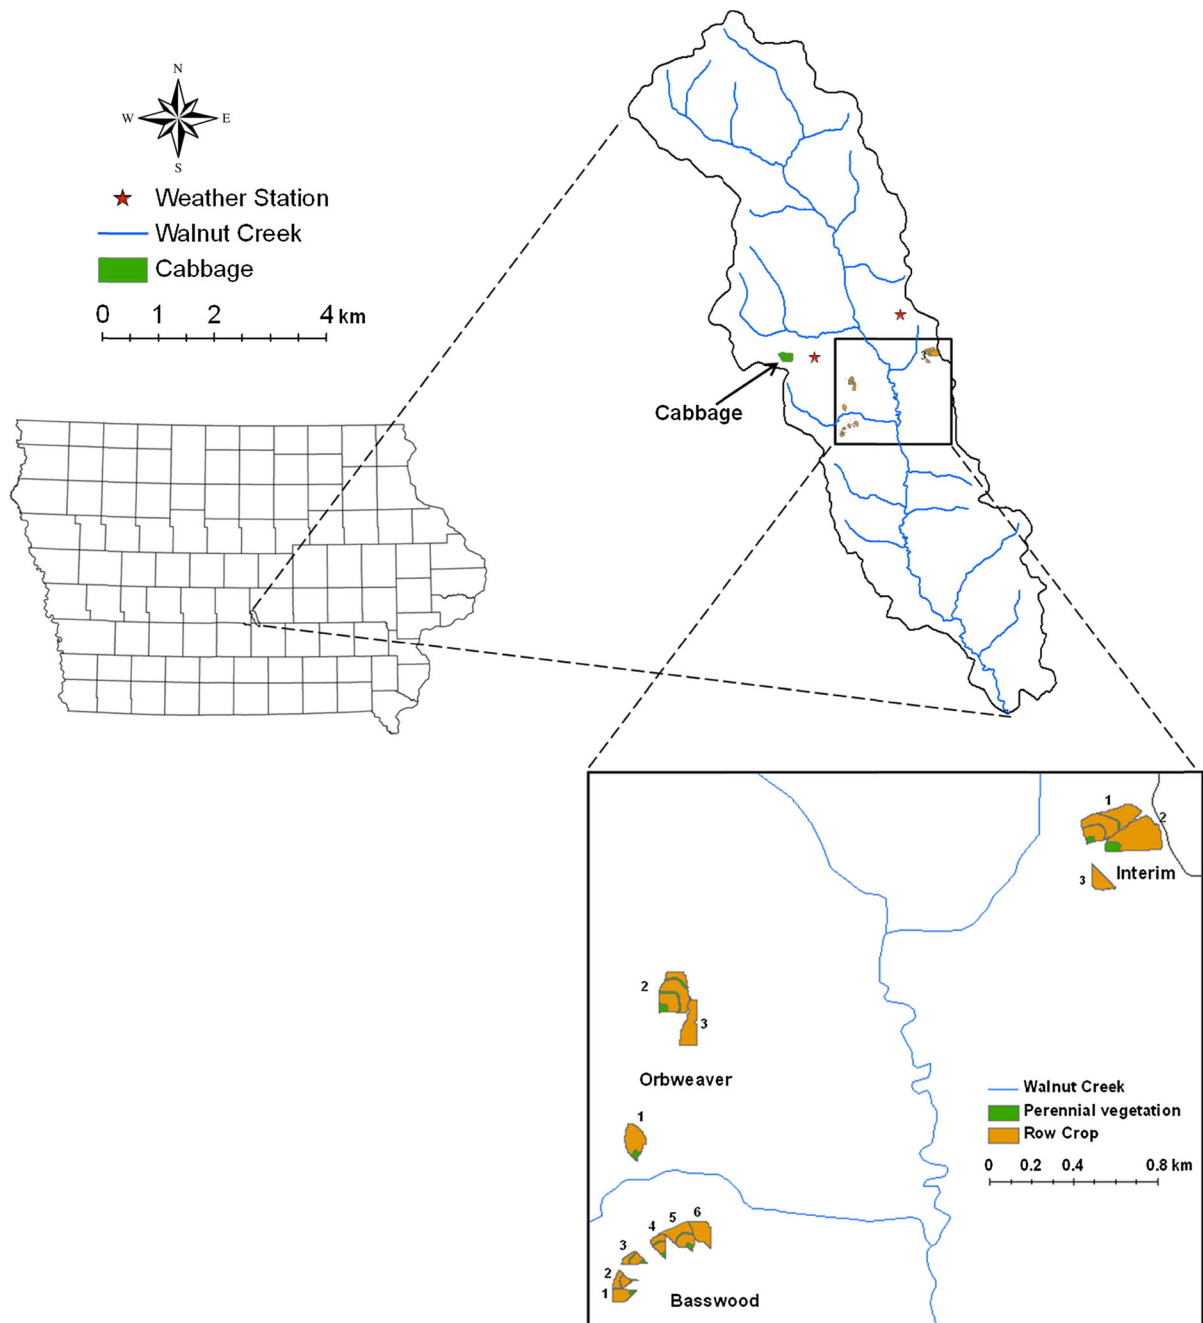 N
W E
S
Weather Station
Walnut Creek
Cabbage
0 1 2 4 km
3
Cabbage
1
2
Interim
3
2
3
Orbweaver
1
Walnut Creek
Perennial vegetation
Row Crop
0 0.2 0.4 0.8 km
6
5
4
3
2
1
Basswood